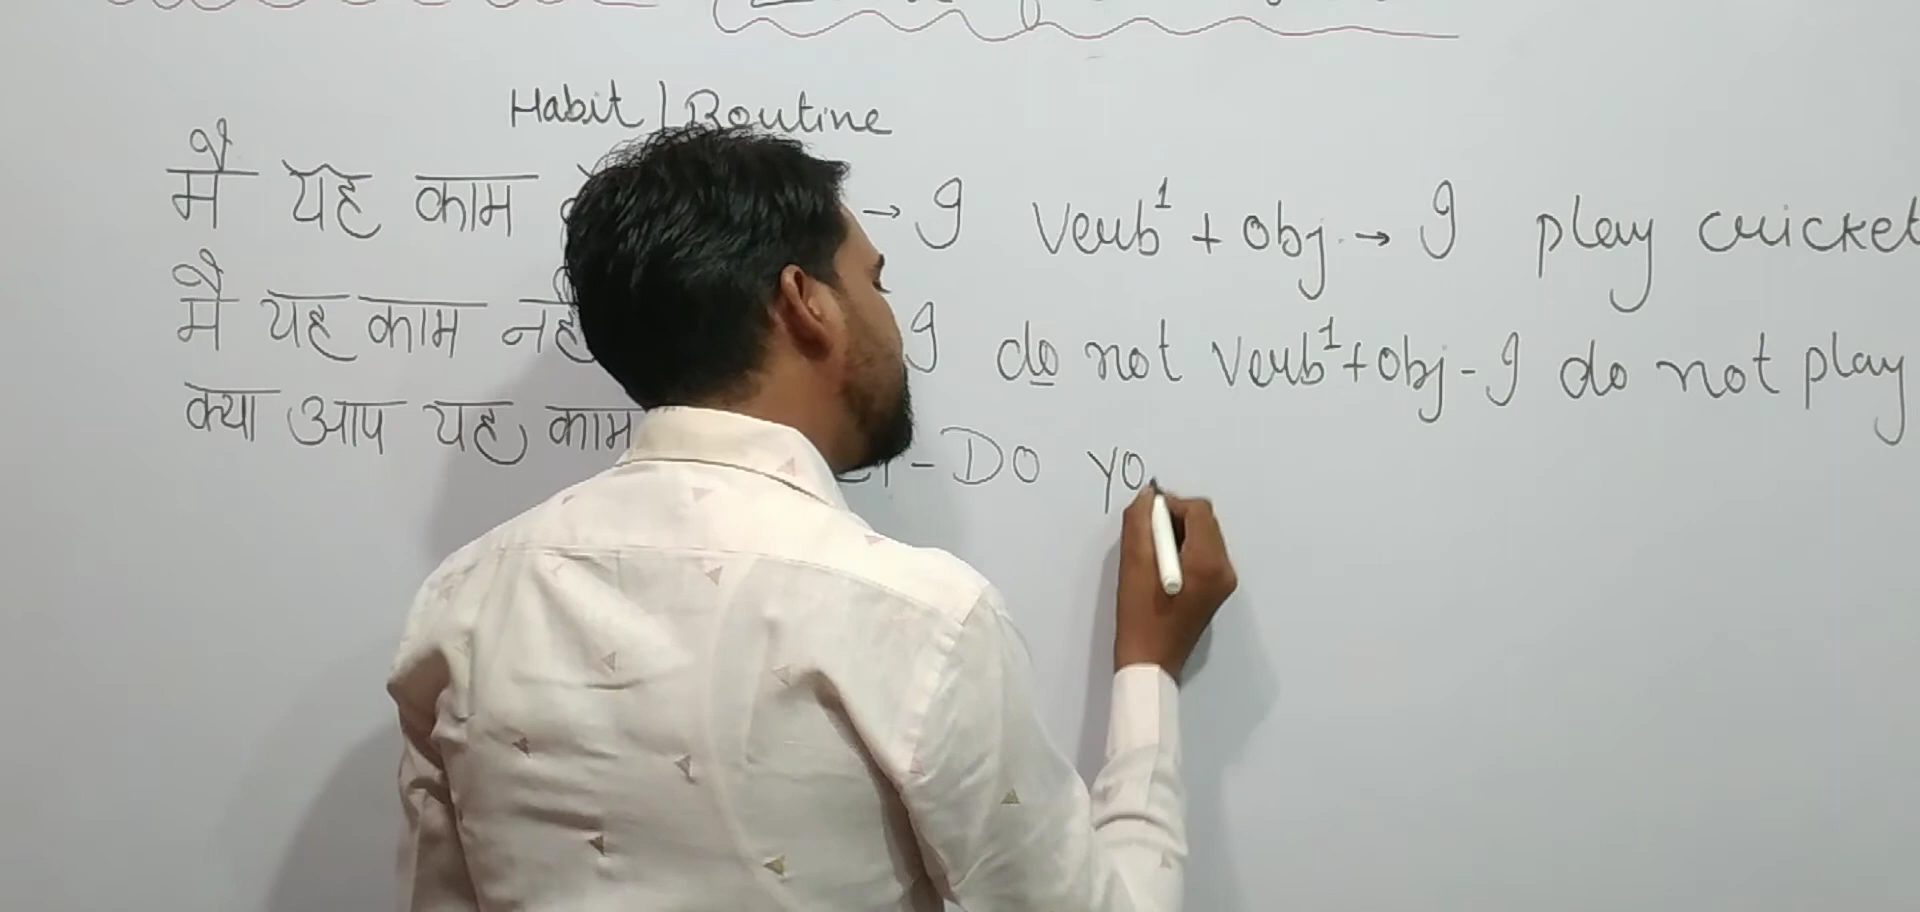 Habit / Routine
मै यह काम → I Verb¹ + obj. → I play cricket
मै यह काम I do not Verb¹ + obj - I do not play
क्या आप यह काम - Do yo